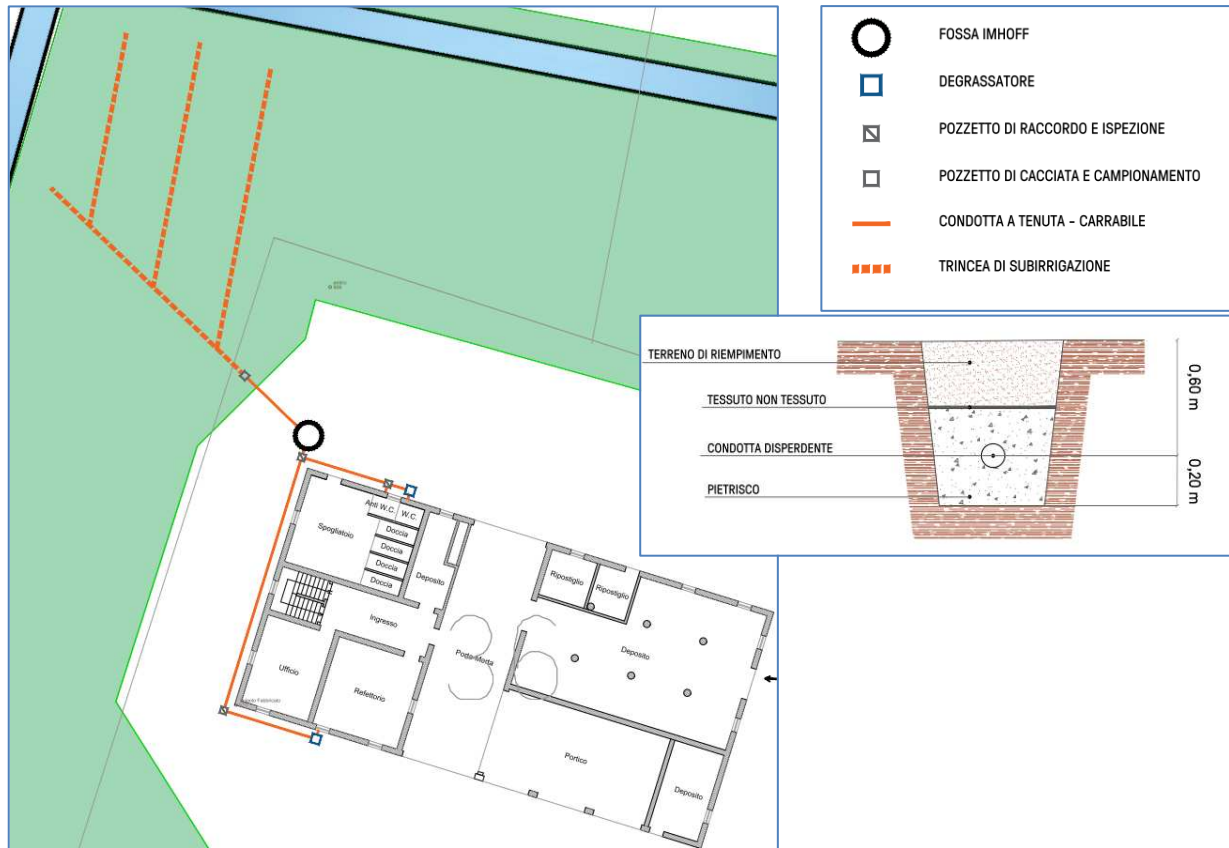 FOSSA IMHOFF
DEGRASSATORE
POZZETTO DI RACCORDO E ISPEZIONE
POZZETTO DI CACCIATA E CAMPIONAMENTO
CONDOTTA A TENUTA - CARRABILE
TRINCEA DI SUBIRRIGAZIONE
TERRENO DI RIEMPIMENTO
TESSUTO NON TESSUTO
CONDOTTA DISPERDENTE
PIETRISCO
0,60 m
0,20 m
Anti W.C.
W.C.
Spogliatoio
Doccia
Doccia
Doccia
Doccia
Deposito
Ripostiglio
Ripostiglio
Ingresso
Porta-Morta
36
Deposito
Ufficio
Refettorio
Portico
Deposito